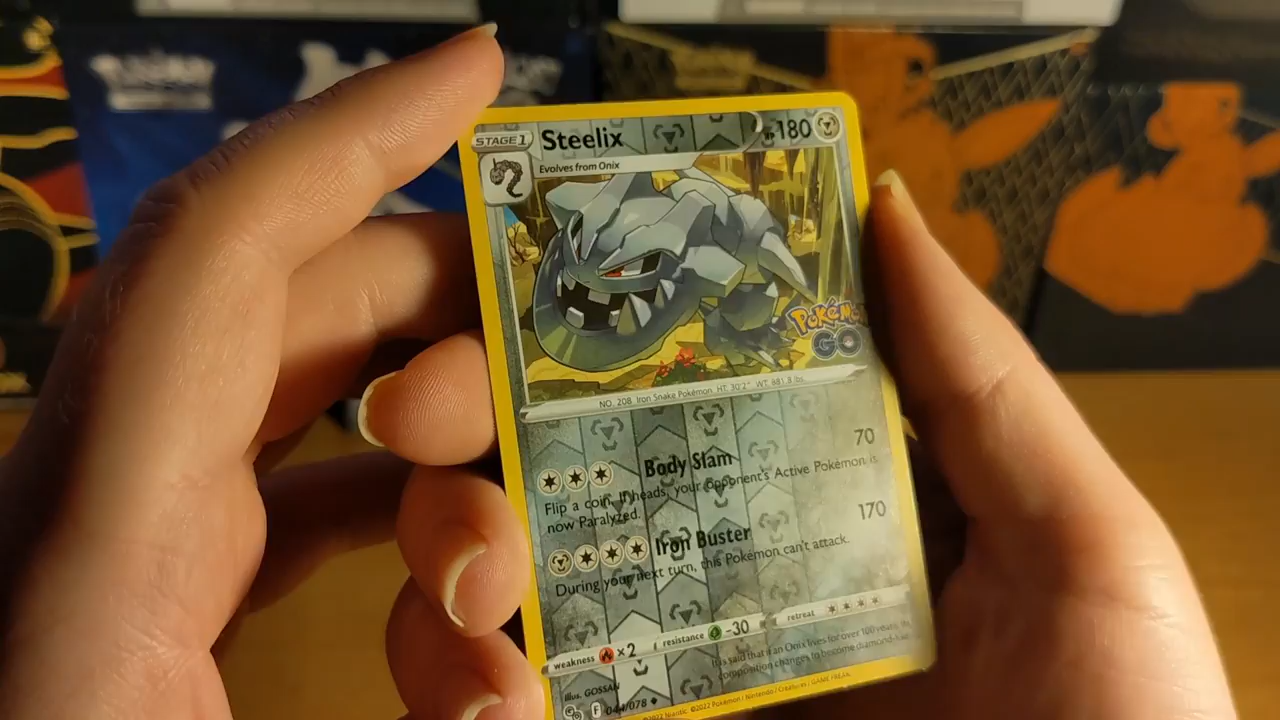 Pokémon
STAGE 1
Steelix
HP 180
Evolves from Onix
Pokémon
GO
NO. 208 Iron Snake Pokémon HT. 30'2" WT. 881.8 lbs.
Body Slam 70
Flip a coin. If heads, your opponent's Active Pokémon is
now Paralyzed.
Iron Buster 170
During your next turn, this Pokémon can't attack.
weakness ×2 resistance -30 retreat
It is said that if an Onix lives for over 100 years, its
composition changes to become diamond-
Illus. GOSSAN
F 044/078
©2022 Niantic ©2022 Pokémon / Nintendo / Creatures / GAME FREAK